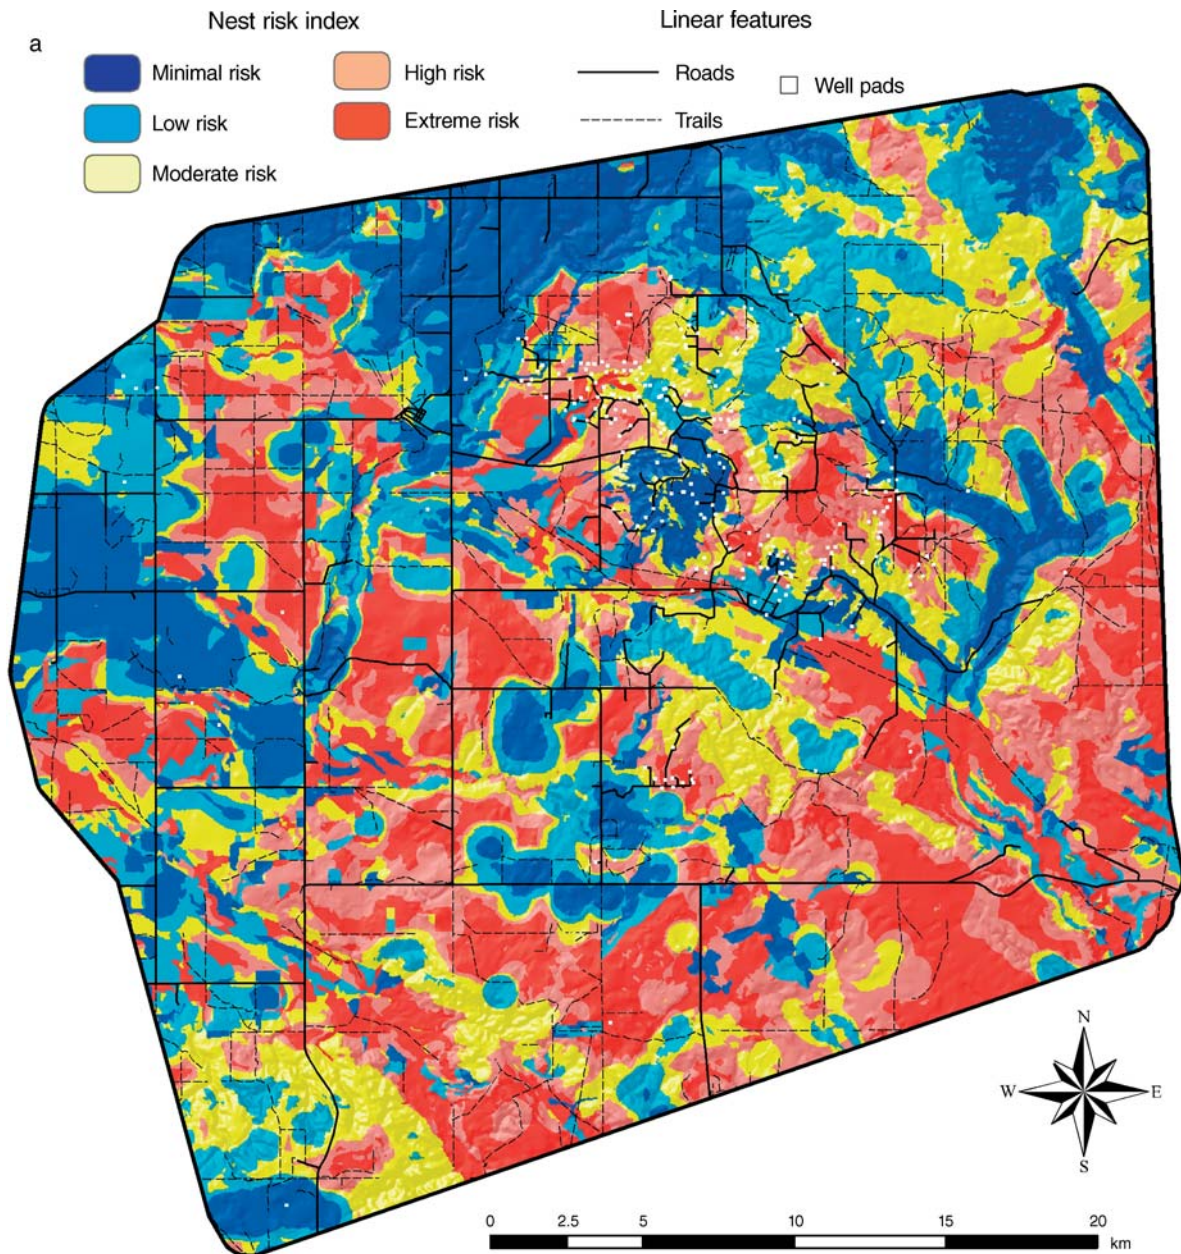 a
Nest risk index
Linear features
Minimal risk
High risk
Roads
Well pads
Low risk
Extreme risk
Trails
Moderate risk
N
W
E
S
0 2.5 5 10 15 20
km